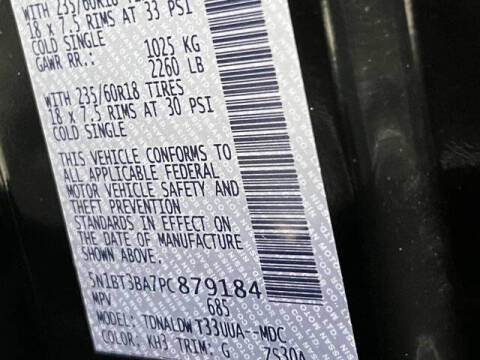 WITH 235/60R18
18 x 7.5 RIMS AT 33 PSI
COLD SINGLE
GAWR RR.: 1025 KG
2260 LB
WITH 235/60R18 TIRES
18 x 7.5 RIMS AT 30 PSI
COLD SINGLE
THIS VEHICLE CONFORMS TO
ALL APPLICABLE FEDERAL
MOTOR VEHICLE SAFETY AND
THEFT PREVENTION
STANDARDS IN EFFECT ON
THE DATE OF MANUFACTURE
SHOWN ABOVE.
5N1BT3BA7PC879184
MPV 685
MODEL: TDNALDW T33UUA--MDC
COLOR: KH3 TRIM: G 7S30A